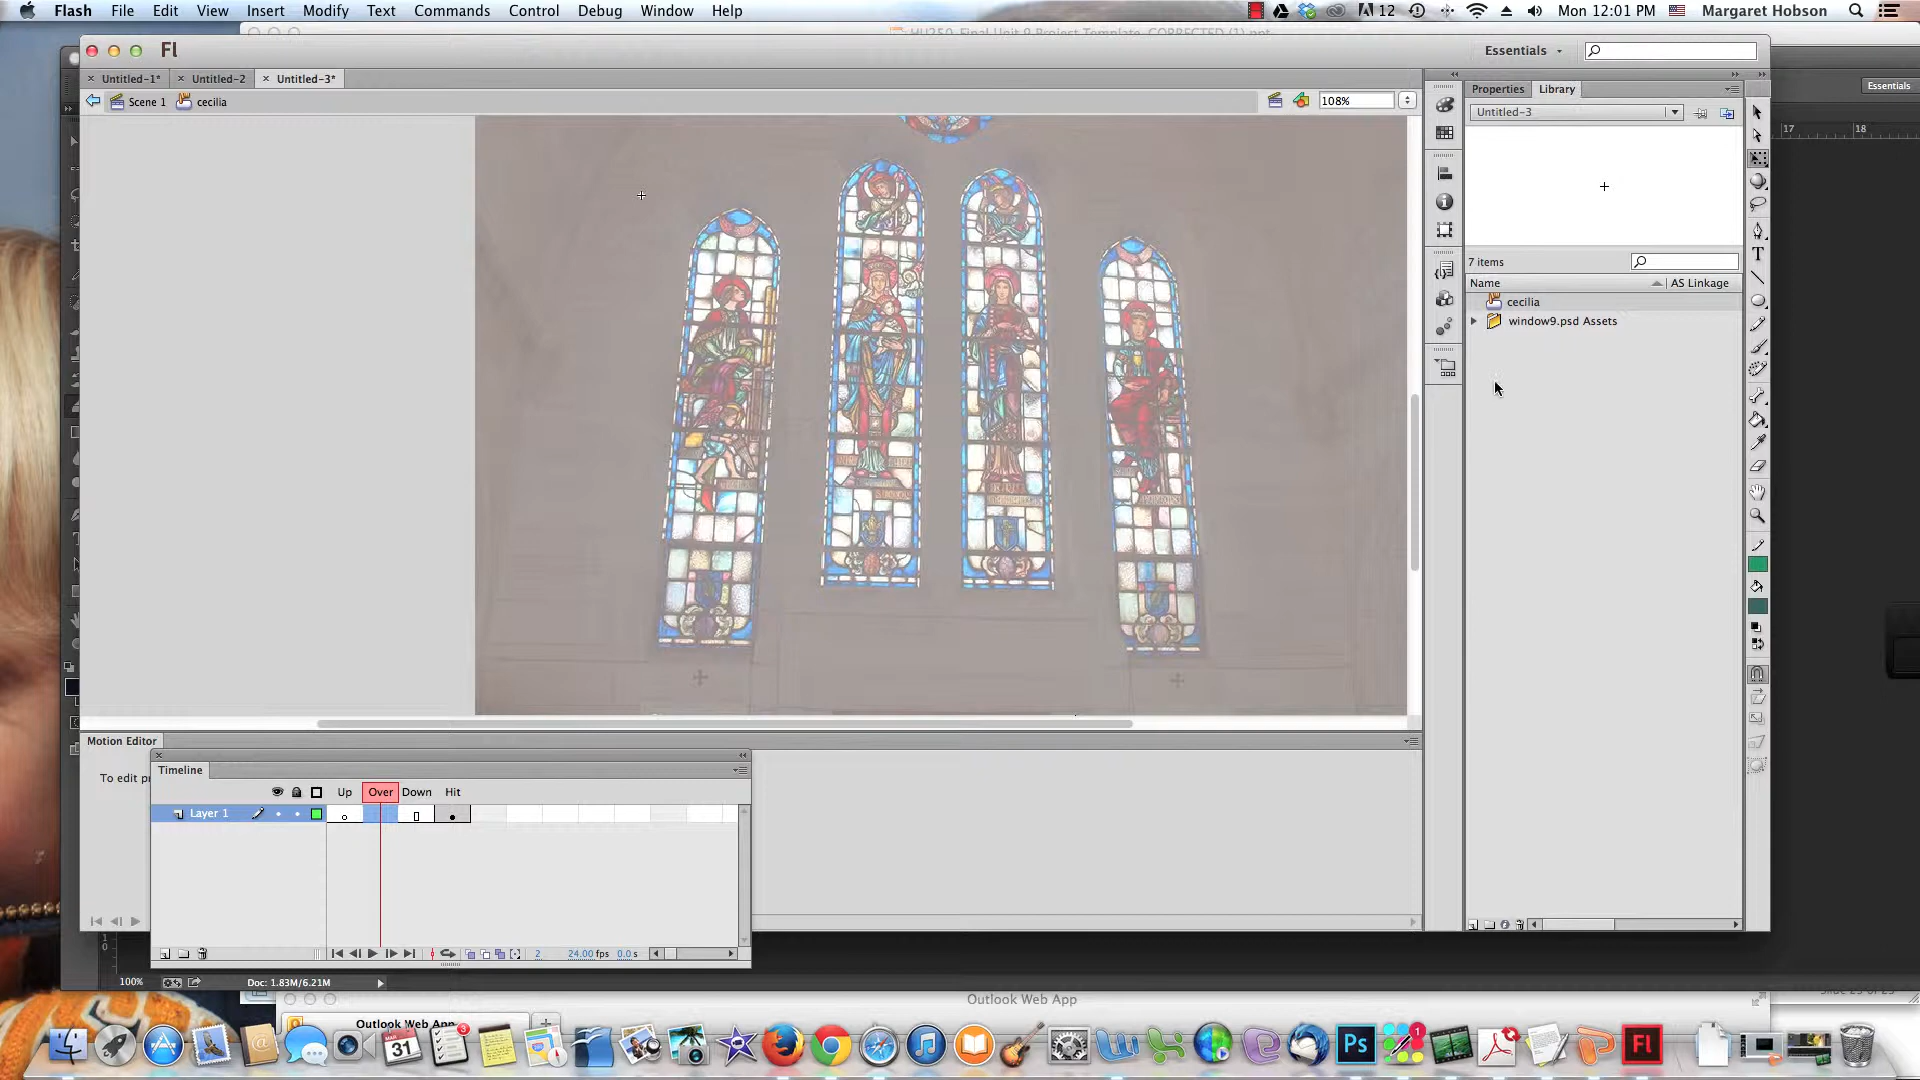 Flash File Edit View Insert Modify Text Commands Control Debug Window Help
12 Mon 12:01 PM Margaret Hobson
Fl Essentials
Untitled-1* Untitled-2 Untitled-3*
Scene 1 cecilia 108%
Properties Library
Untitled-3
Essentials
17 18
7 items
Name AS Linkage
cecilia
window9.psd Assets
Motion Editor
To edit pr
Timeline
Up Over Down Hit
Layer 1
2 24.00 fps 0.0 s
100% Doc: 1.83M/6.21M
Outlook Web App
Outlook Web App
31 3 Ps 1 Fl